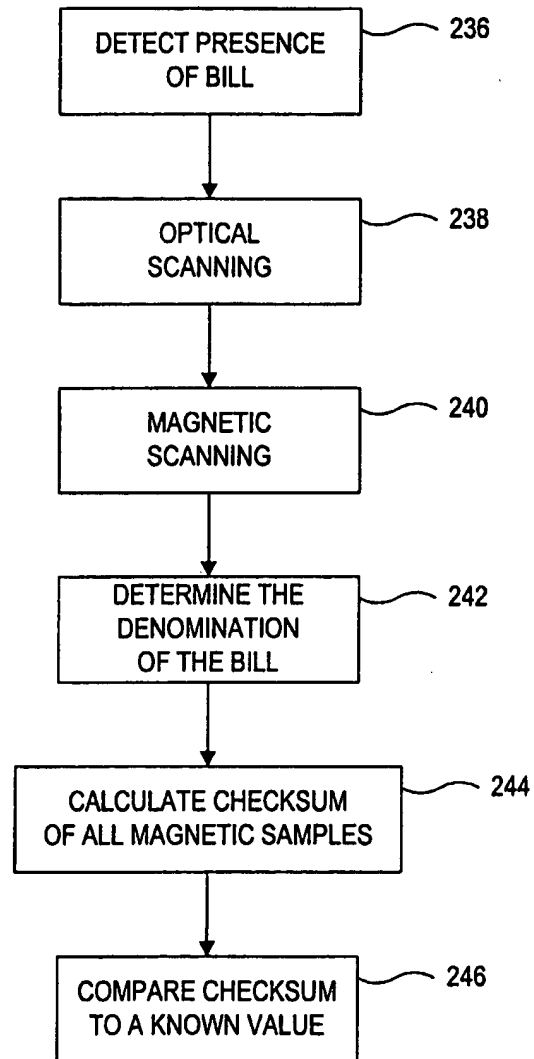 DETECT PRESENCE
OF BILL
236
OPTICAL
SCANNING
238
MAGNETIC
SCANNING
240
DETERMINE THE
DENOMINATION
OF THE BILL
242
CALCULATE CHECKSUM
OF ALL MAGNETIC SAMPLES
244
COMPARE CHECKSUM
TO A KNOWN VALUE
246